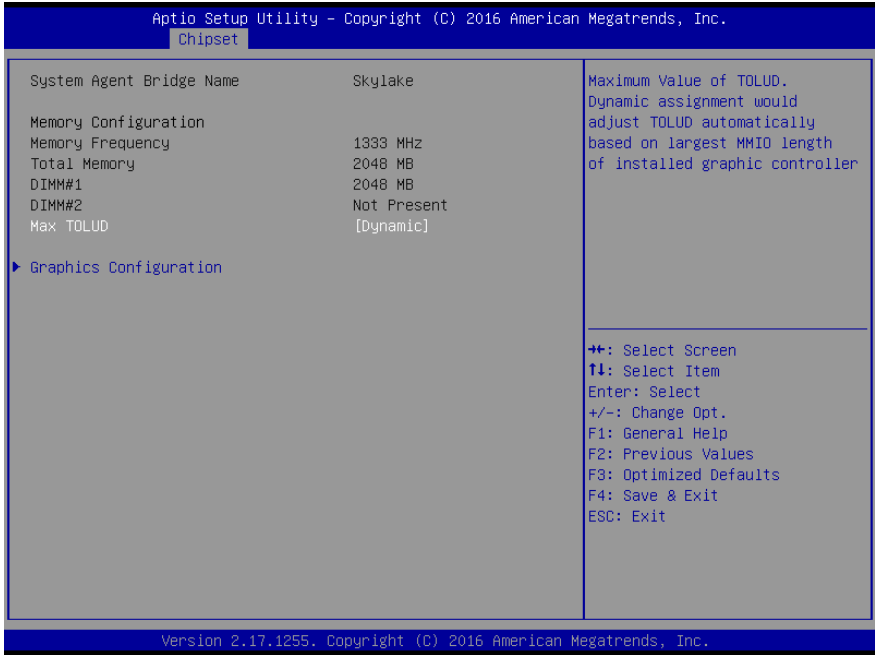 Aptio Setup Utility – Copyright (C) 2016 American Megatrends, Inc.
Chipset
System Agent Bridge Name Skylake
Memory Configuration
Memory Frequency 1333 MHz
Total Memory 2048 MB
DIMM#1 2048 MB
DIMM#2 Not Present
Max TOLUD [Dynamic]
Graphics Configuration
Maximum Value of TOLUD.
Dynamic assignment would
adjust TOLUD automatically
based on largest MMIO length
of installed graphic controller
→←: Select Screen
↑↓: Select Item
Enter: Select
+/-: Change Opt.
F1: General Help
F2: Previous Values
F3: Optimized Defaults
F4: Save & Exit
ESC: Exit
Version 2.17.1255. Copyright (C) 2016 American Megatrends, Inc.